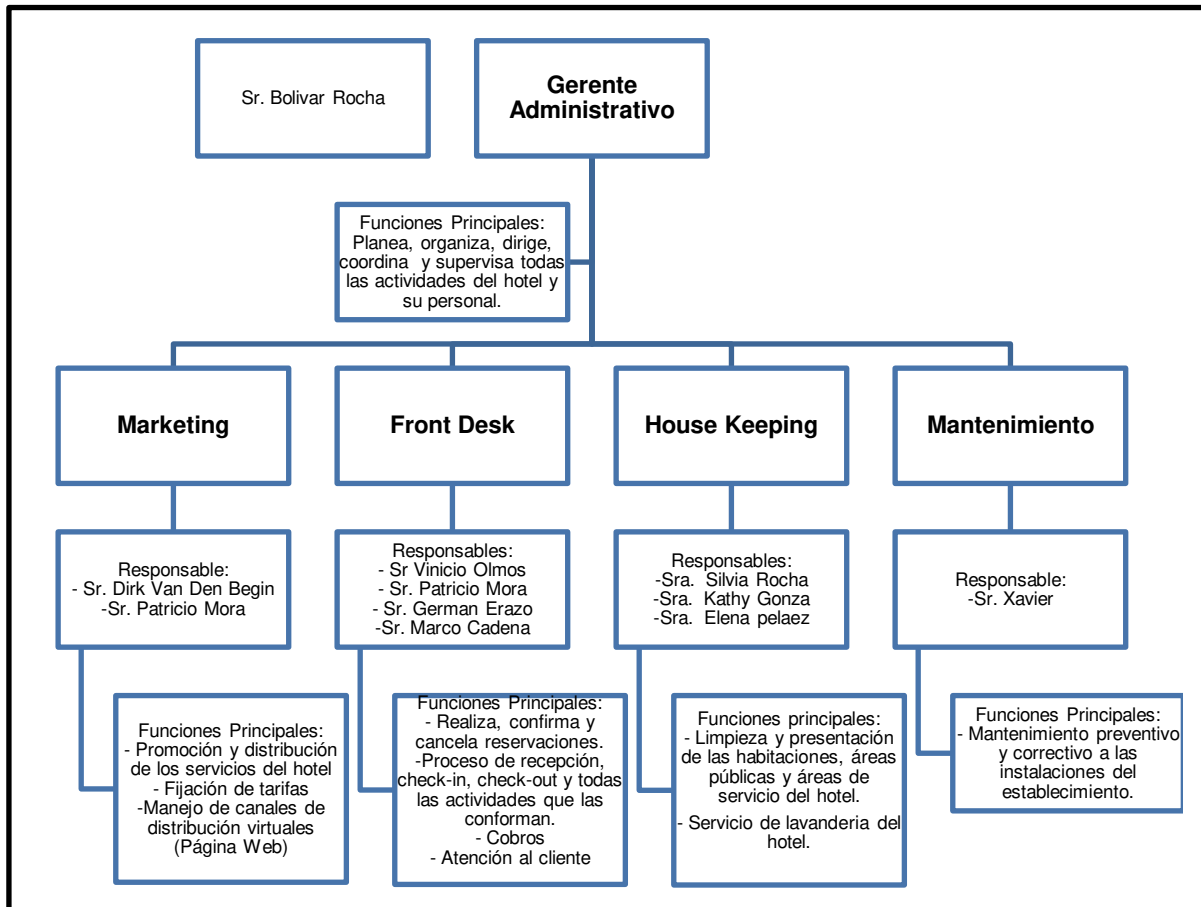 Sr. Bolivar Rocha
Gerente
Administrativo
Funciones Principales:
Planea, organiza, dirige,
coordina y supervisa todas
las actividades del hotel y
su personal.
Marketing
Front Desk
House Keeping
Mantenimiento
Responsable:
- Sr. Dirk Van Den Begin
-Sr. Patricio Mora
Responsables:
- Sr Vinicio Olmos
- Sr. Patricio Mora
- Sr. German Erazo
-Sr. Marco Cadena
Responsables:
-Sra. Silvia Rocha
-Sra. Kathy Gonza
-Sra. Elena pelaez
Responsable:
-Sr. Xavier
Funciones Principales:
- Promoción y distribución
de los servicios del hotel
- Fijación de tarifas
-Manejo de canales de
distribución virtuales
(Página Web)
Funciones Principales:
- Realiza, confirma y
cancela reservaciones.
-Proceso de recepción,
check-in, check-out y todas
las actividades que las
conforman.
- Cobros
- Atención al cliente
Funciones principales:
- Limpieza y presentación
de las habitaciones, áreas
públicas y áreas de
servicio del hotel.
- Servicio de lavanderia del
hotel.
Funciones Principales:
- Mantenimiento preventivo
y correctivo a las
instalaciones del
establecimiento.